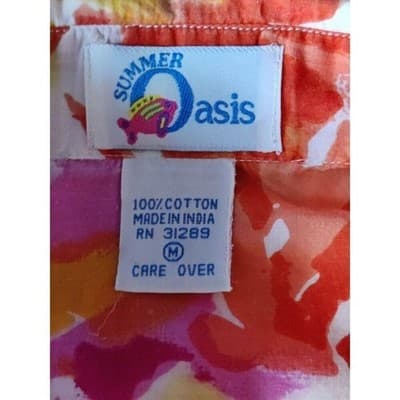 SUMMER
Oasis
100% COTTON
MADE IN INDIA
RN 31289
M
CARE OVER